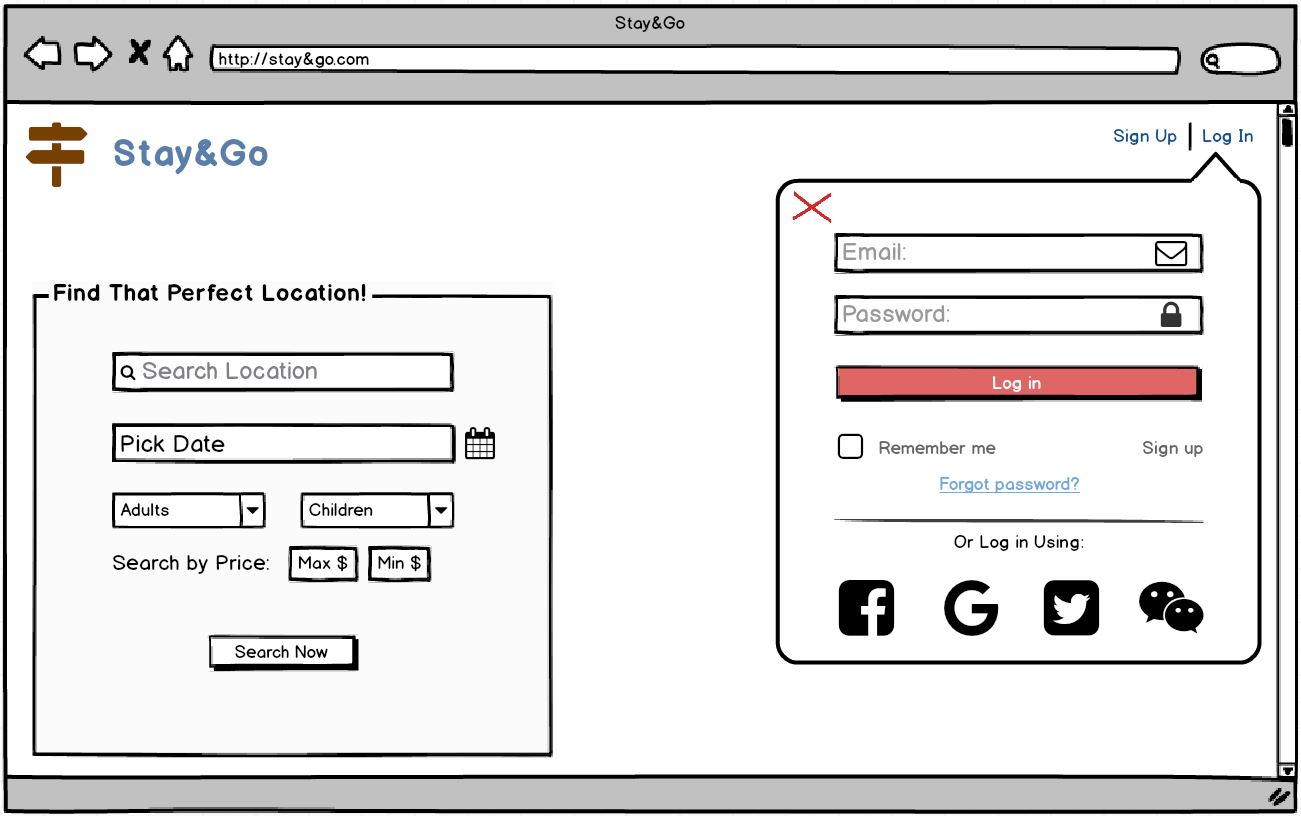 Stay&Go
http://stay&go.com
Stay&Go
Sign Up | Log In
Find That Perfect Location!
Search Location
Pick Date
Adults
Children
Search by Price: Max $ Min $
Search Now
Email:
Password:
Log in
Remember me
Sign up
Forgot password?
Or Log in Using: